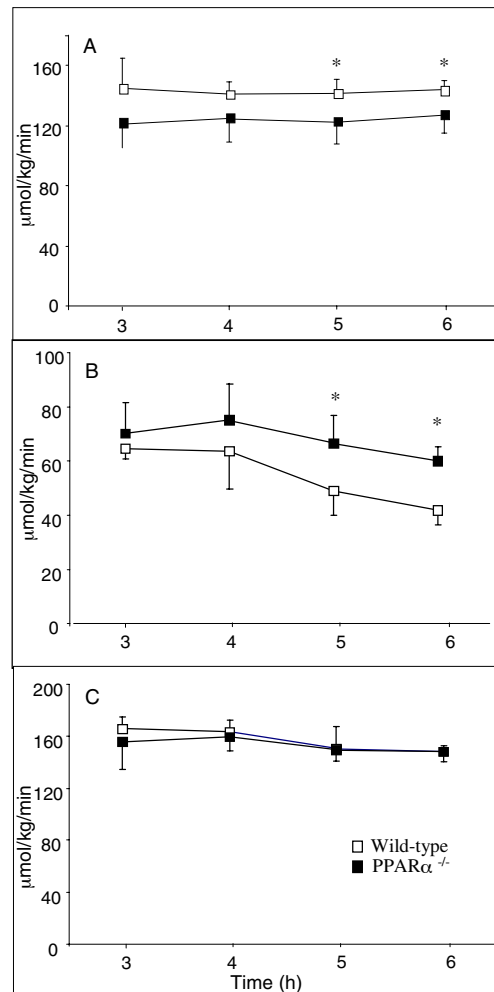 A
160
120
80
40
0
µmol/kg/min
* *
3 4 5 6
B
100
80
60
40
20
0
µmol/kg/min
* *
3 4 5 6
C
200
160
120
80
40
0
µmol/kg/min
Wild-type
PPARα -/-
3 4 5 6
Time (h)